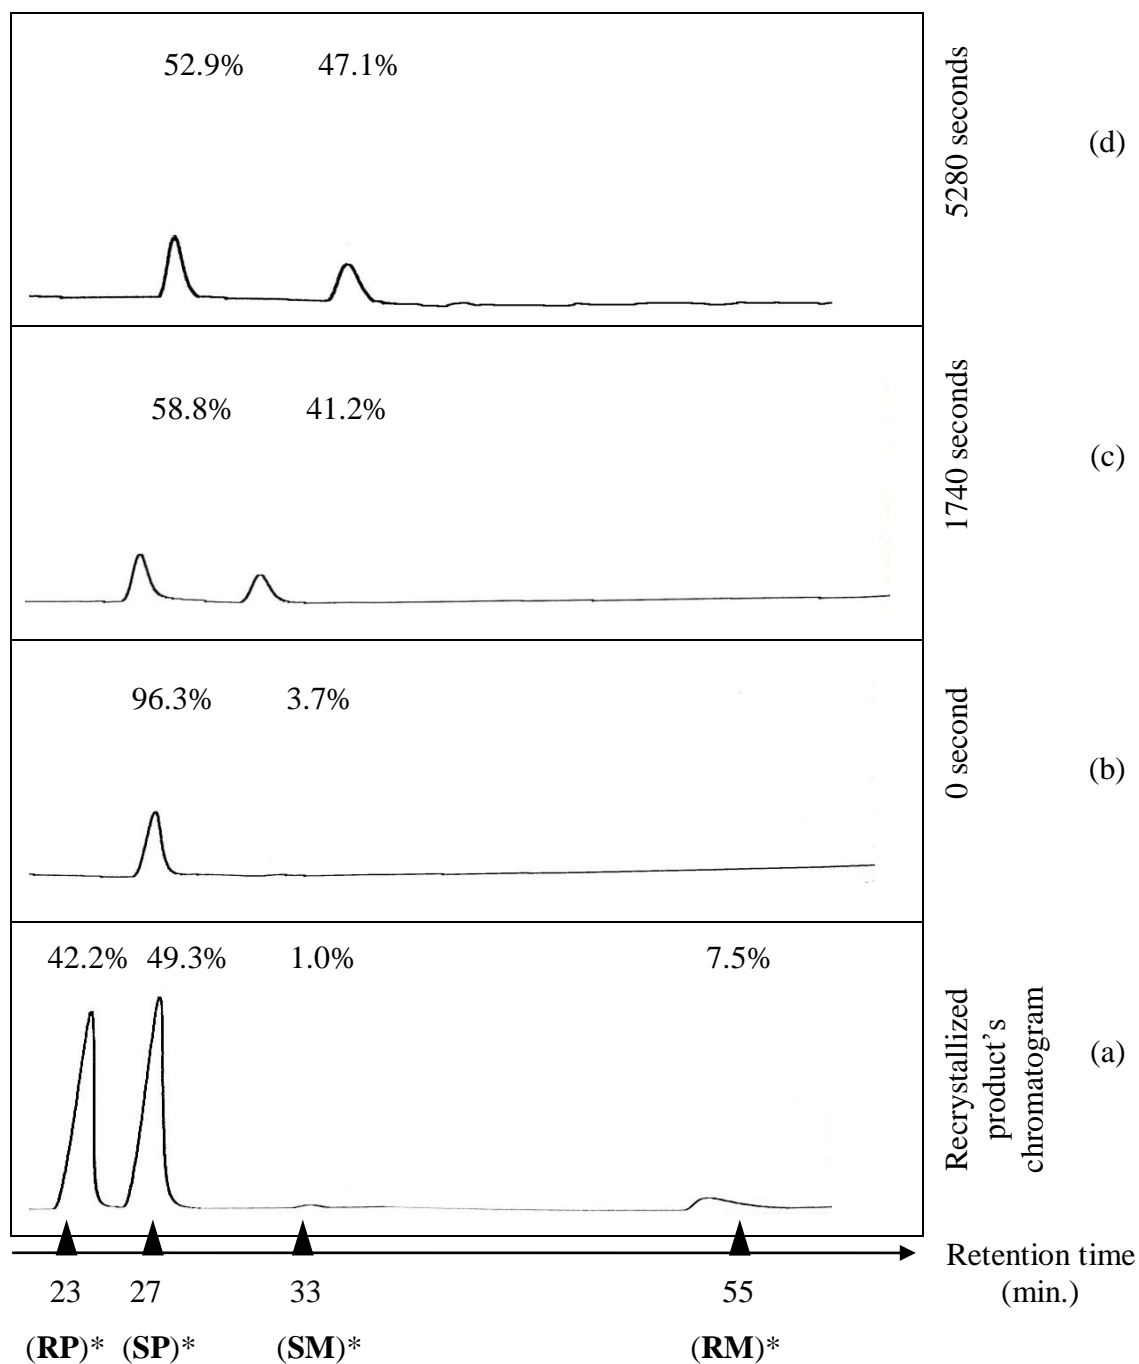 52.9% 47.1%
5280 seconds
(d)
58.8% 41.2%
1740 seconds
(c)
96.3% 3.7%
0 second
(b)
42.2% 49.3% 1.0% 7.5%
Recrystallized
product’s
chromatogram
(a)
Retention time
(min.)
23 27 33 55
(RP)* (SP)* (SM)* (RM)*